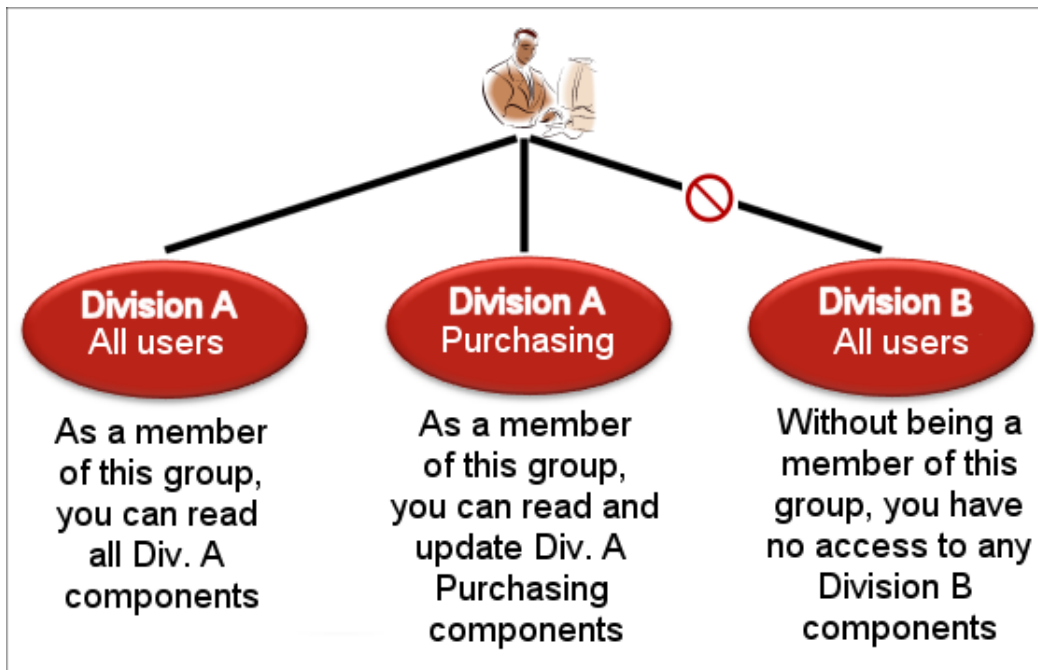 Division A
All users
As a member
of this group,
you can read
all Div. A
components
Division A
Purchasing
As a member
of this group,
you can read and
update Div. A
Purchasing
components
Division B
All users
Without being a
member of this
group, you have
no access to any
Division B
components